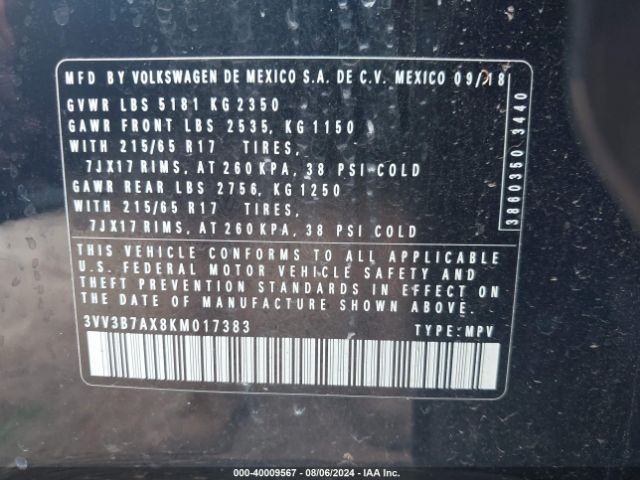 MFD BY VOLKSWAGEN DE MEXICO S.A. DE C.V. MEXICO 09/18
GVWR LBS 5181 KG 2350
GAWR FRONT LBS 2535, KG 1150
WITH 215/65 R17 TIRES,
7JX17 RIMS, AT 260 KPA, 38 PSI COLD
GAWR REAR LBS 2756, KG 1250
WITH 215/65 R17 TIRES,
7JX17 RIMS, AT 260 KPA, 38 PSI COLD
3860360 3440
THIS VEHICLE CONFORMS TO ALL APPLICABLE
U.S. FEDERAL MOTOR VEHICLE SAFETY AND
THEFT PREVENTION STANDARDS IN EFFECT ON THE
DATE OF MANUFACTURE SHOWN ABOVE.
3VV3B7AX8KM017383 TYPE: MPV
000-40009567 - 08/06/2024 - IAA Inc.